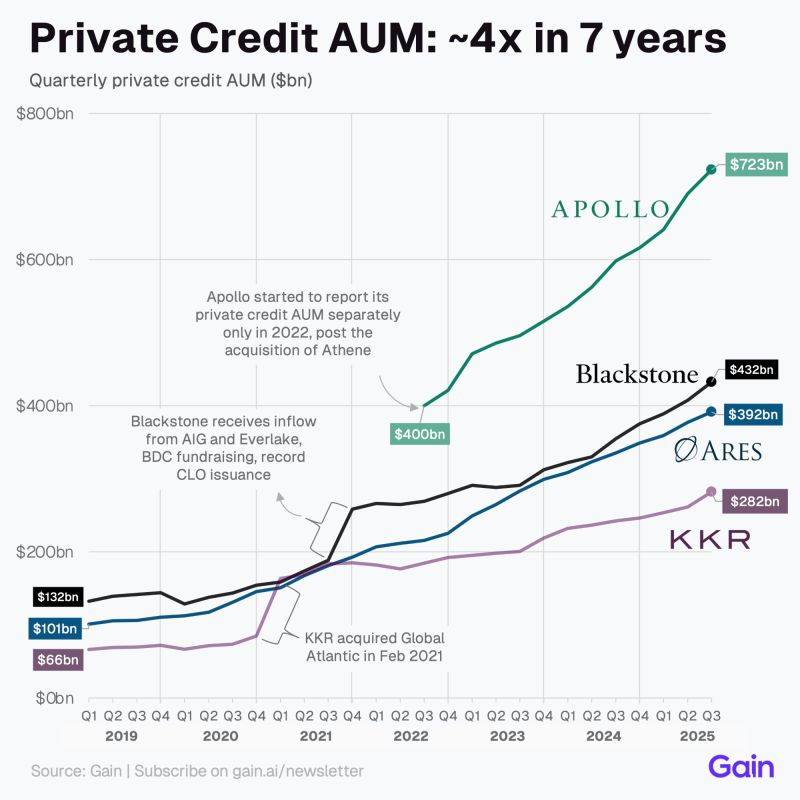 Private Credit AUM: ~4x in 7 years
Quarterly private credit AUM ($bn)
$800bn
$723bn
APOLLO
$600bn
Apollo started to report its
private credit AUM separately
only in 2022, post the
acquisition of Athene
Blackstone
$432bn
$400bn
$392bn
$400bn
Blackstone receives inflow
from AIG and Everlake,
BDC fundraising, record
CLO issuance
ARES
$282bn
KKR
$200bn
$132bn
$101bn
$66bn
KKR acquired Global
Atlantic in Feb 2021
$0bn
Q1 Q2 Q3 Q4 Q1 Q2 Q3 Q4 Q1 Q2 Q3 Q4 Q1 Q2 Q3 Q4 Q1 Q2 Q3 Q4 Q1 Q2 Q3 Q4 Q1 Q2 Q3
2019 2020 2021 2022 2023 2024 2025
Source: Gain | Subscribe on gain.ai/newsletter
Gain